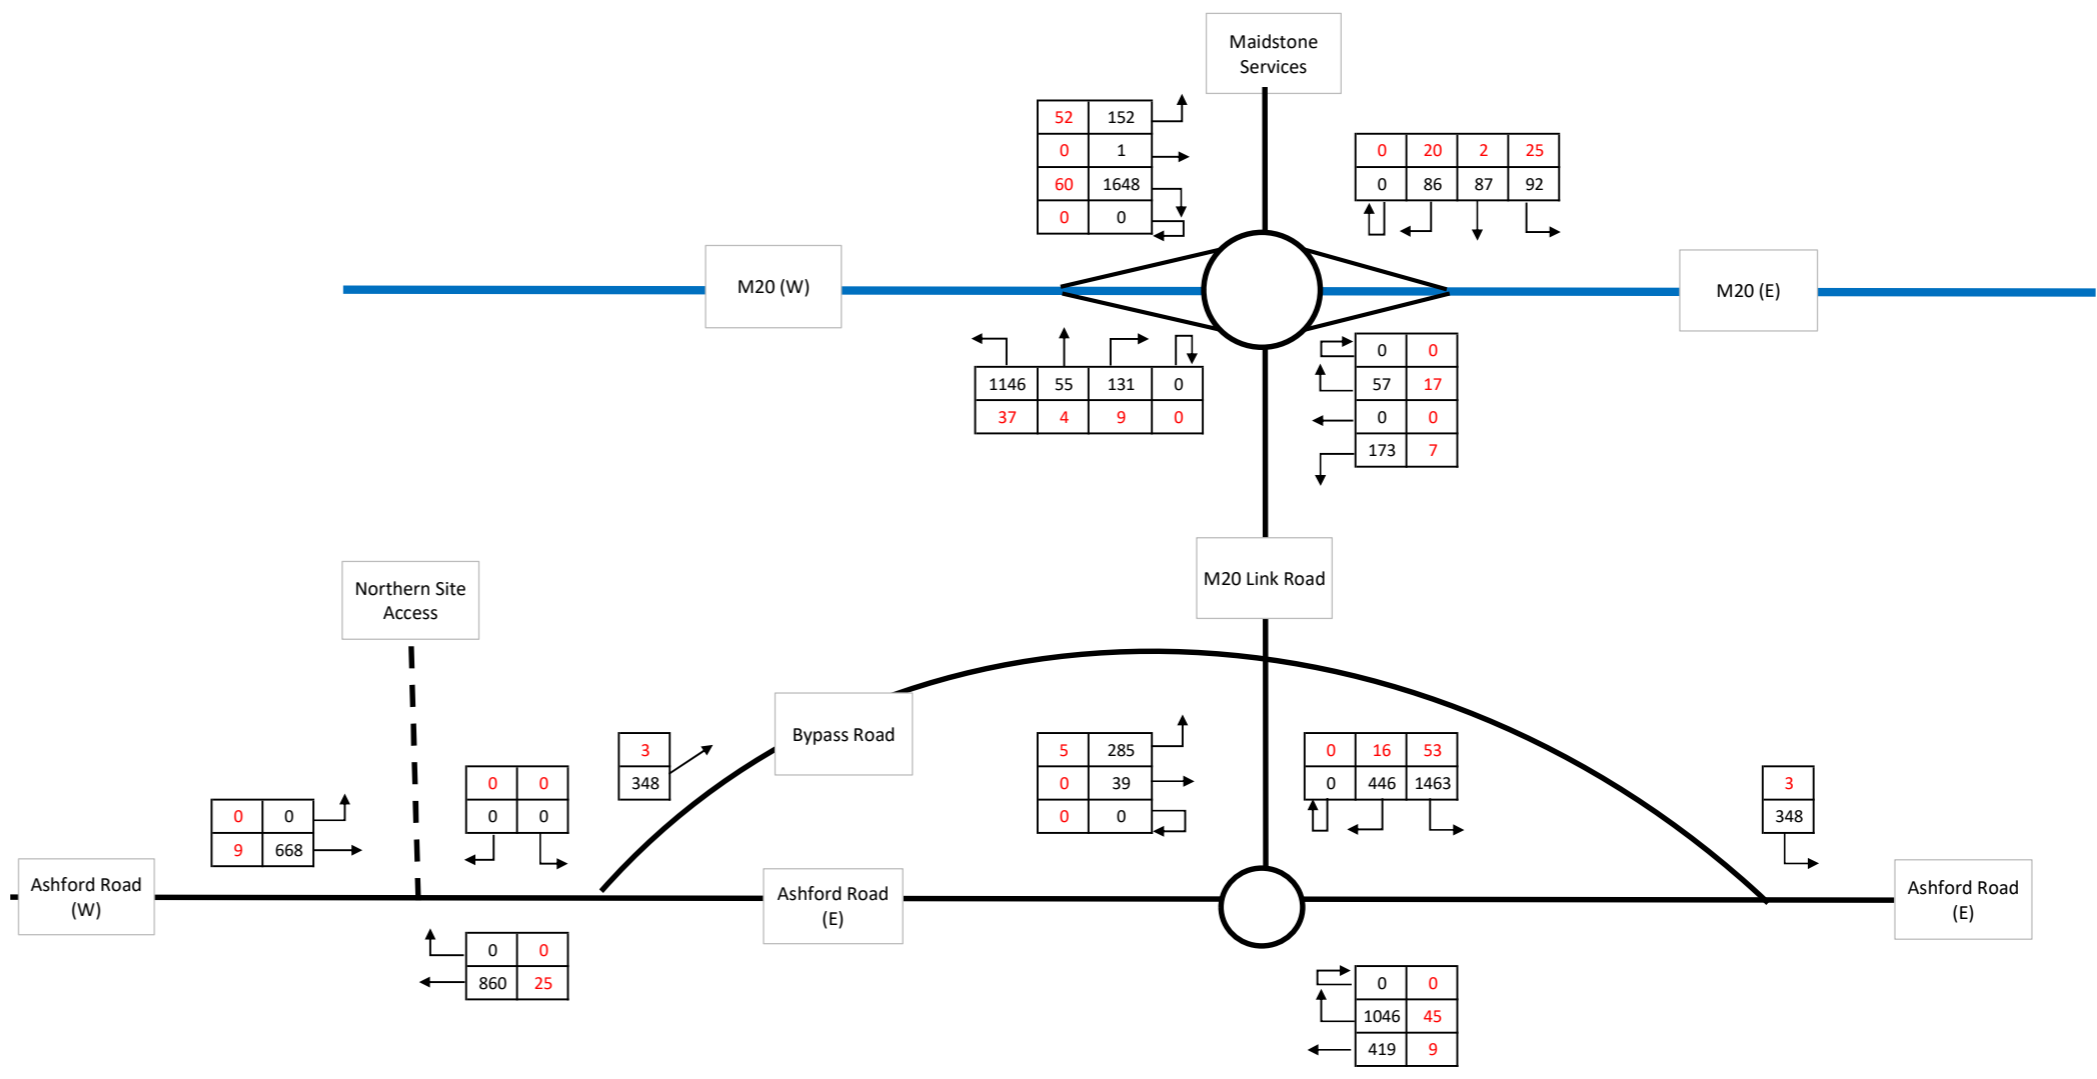 Maidstone
Services
52 152
0 1
60 1648
0 0
0 20 2 25
0 86 87 92
M20 (W)
M20 (E)
1146 55 131 0
37 4 9 0
0 0
57 17
0 0
173 7
Northern Site
Access
M20 Link Road
Bypass Road
3
348
0 0
0 0
0 0
9 668
5 285
0 39
0 0
0 16 53
0 446 1463
3
348
Ashford Road
(W)
Ashford Road
(E)
Ashford Road
(E)
0 0
860 25
0 0
1046 45
419 9